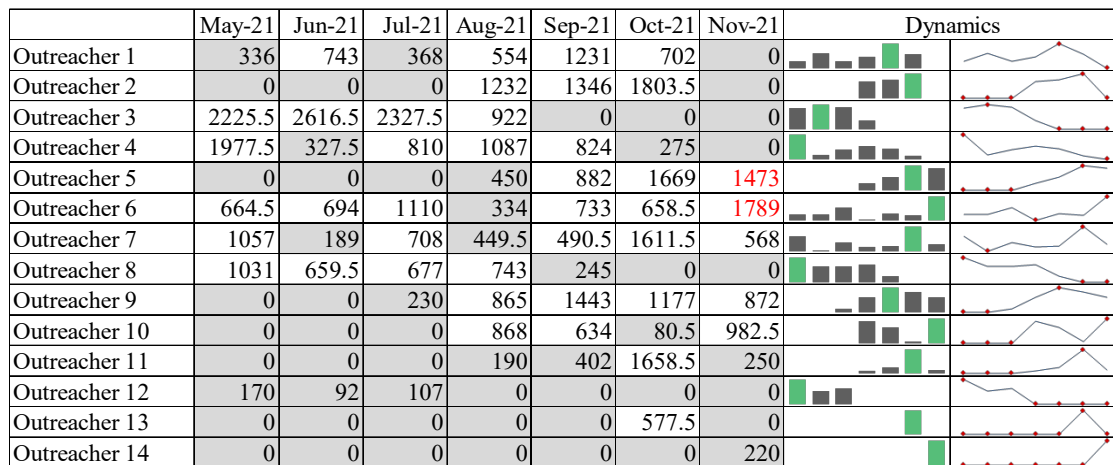 May-21 Jun-21 Jul-21 Aug-21 Sep-21 Oct-21 Nov-21 Dynamics
Outreacher 1 336 743 368 554 1231 702 0
Outreacher 2 0 0 0 1232 1346 1803.5 0
Outreacher 3 2225.5 2616.5 2327.5 922 0 0 0
Outreacher 4 1977.5 327.5 810 1087 824 275 0
Outreacher 5 0 0 0 450 882 1669 1473
Outreacher 6 664.5 694 1110 334 733 658.5 1789
Outreacher 7 1057 189 708 449.5 490.5 1611.5 568
Outreacher 8 1031 659.5 677 743 245 0 0
Outreacher 9 0 0 230 865 1443 1177 872
Outreacher 10 0 0 0 868 634 80.5 982.5
Outreacher 11 0 0 0 190 402 1658.5 250
Outreacher 12 170 92 107 0 0 0 0
Outreacher 13 0 0 0 0 0 577.5 0
Outreacher 14 0 0 0 0 0 0 220